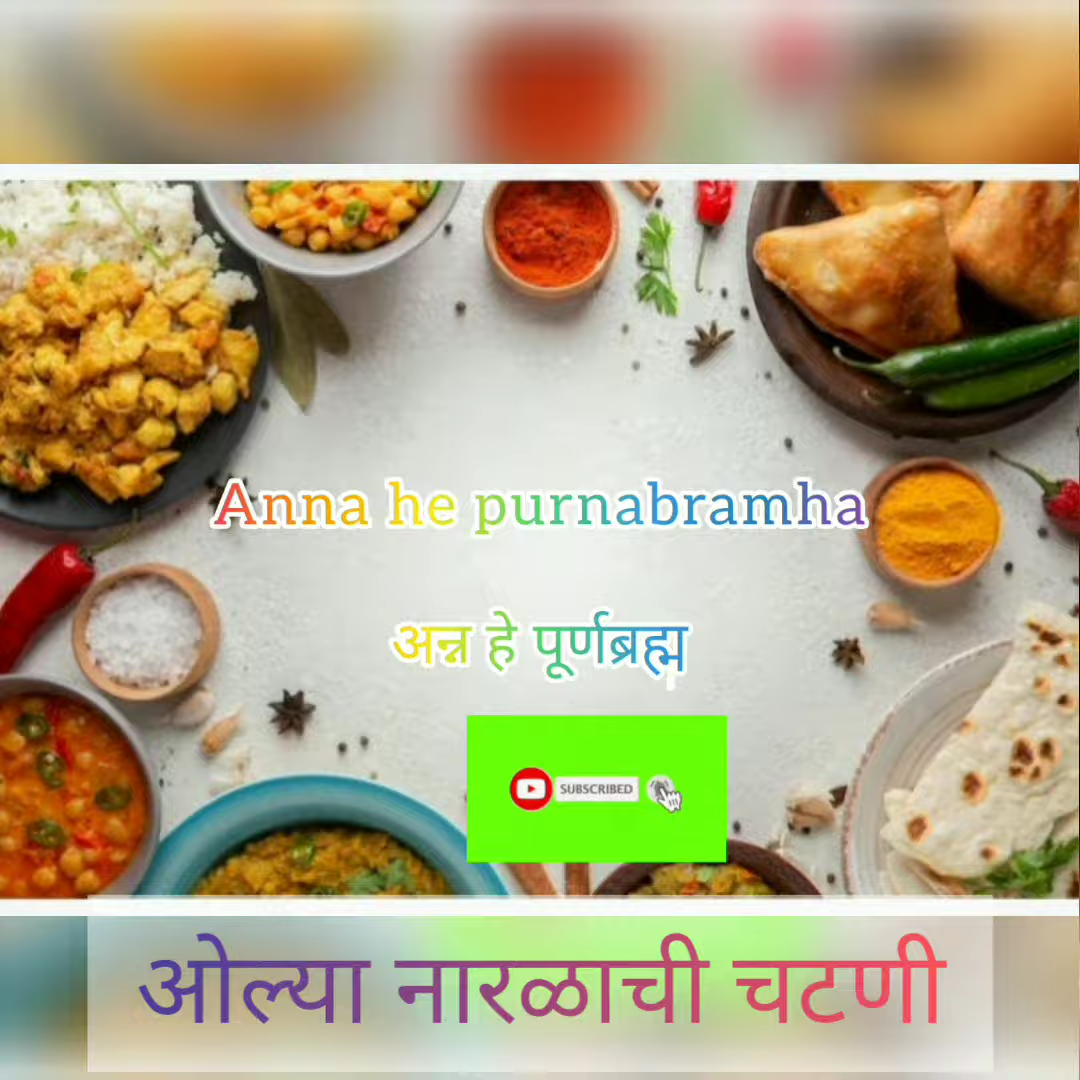 Anna he purnabramha
अन्न हे पूर्णब्रह्म
SUBSCRIBED
ओल्या नारळाची चटणी